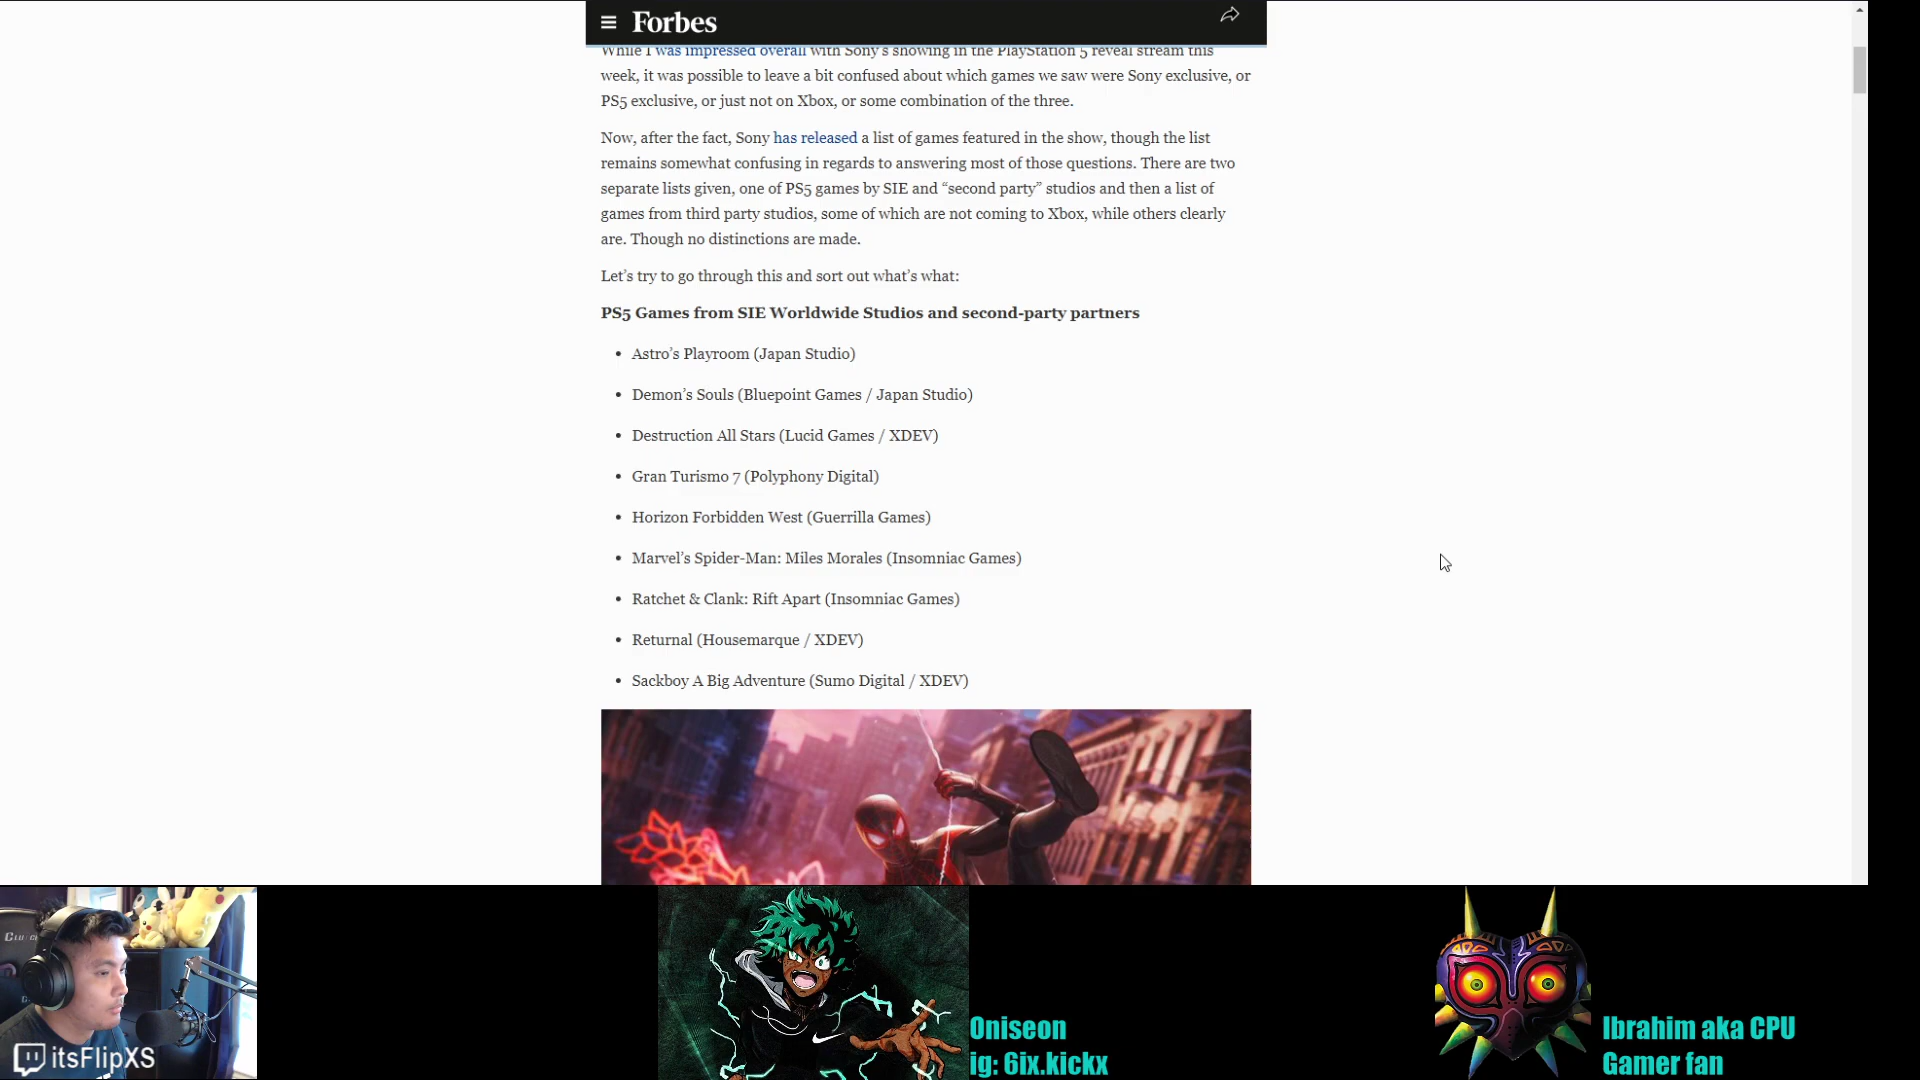 Forbes
While I was impressed overall with Sony's showing in the PlayStation 5 reveal stream this
week, it was possible to leave a bit confused about which games we saw were Sony exclusive, or
PS5 exclusive, or just not on Xbox, or some combination of the three.
Now, after the fact, Sony has released a list of games featured in the show, though the list
remains somewhat confusing in regards to answering most of those questions. There are two
separate lists given, one of PS5 games by SIE and “second party” studios and then a list of
games from third party studios, some of which are not coming to Xbox, while others clearly
are. Though no distinctions are made.
Let's try to go through this and sort out what's what:
PS5 Games from SIE Worldwide Studios and second-party partners
• Astro's Playroom (Japan Studio)
• Demon's Souls (Bluepoint Games / Japan Studio)
• Destruction All Stars (Lucid Games / XDEV)
• Gran Turismo 7 (Polyphony Digital)
• Horizon Forbidden West (Guerrilla Games)
• Marvel's Spider-Man: Miles Morales (Insomniac Games)
• Ratchet & Clank: Rift Apart (Insomniac Games)
• Returnal (Housemarque / XDEV)
• Sackboy A Big Adventure (Sumo Digital / XDEV)
itsFlipXS
Oniseon
ig: 6ix.kickx
Ibrahim aka CPU
Gamer fan